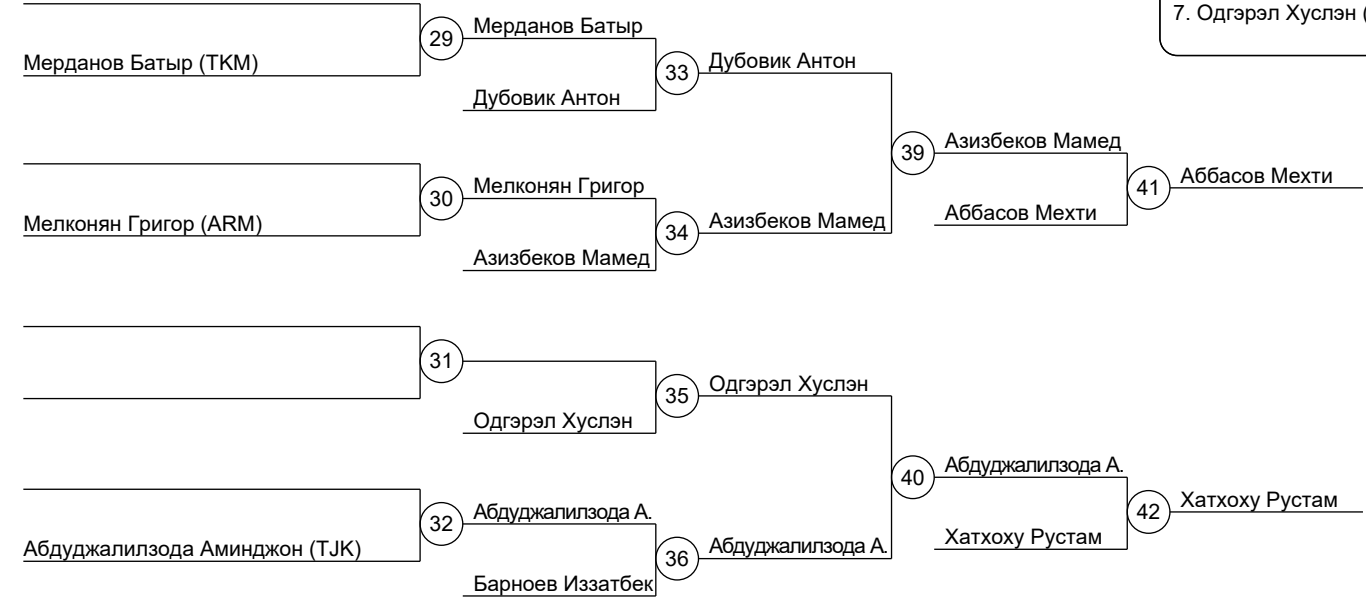 7. Одгэрэл Хуслэн (
29
Мерданов Батыр
Мерданов Батыр (TKM)
33
Дубовик Антон
Дубовик Антон
39
Азизбеков Мамед
30
Мелконян Григор
Мелконян Григор (ARM)
34
Азизбеков Мамед
Азизбеков Мамед
Аббасов Мехти
41
Аббасов Мехти
31
35
Одгэрэл Хуслэн
Одгэрэл Хуслэн
40
Абдуджалилзода А.
32
Абдуджалилзода А.
Абдуджалилзода Аминджон (TJK)
36
Абдуджалилзода А.
Барноев Иззатбек
Хатхоху Рустам
42
Хатхоху Рустам